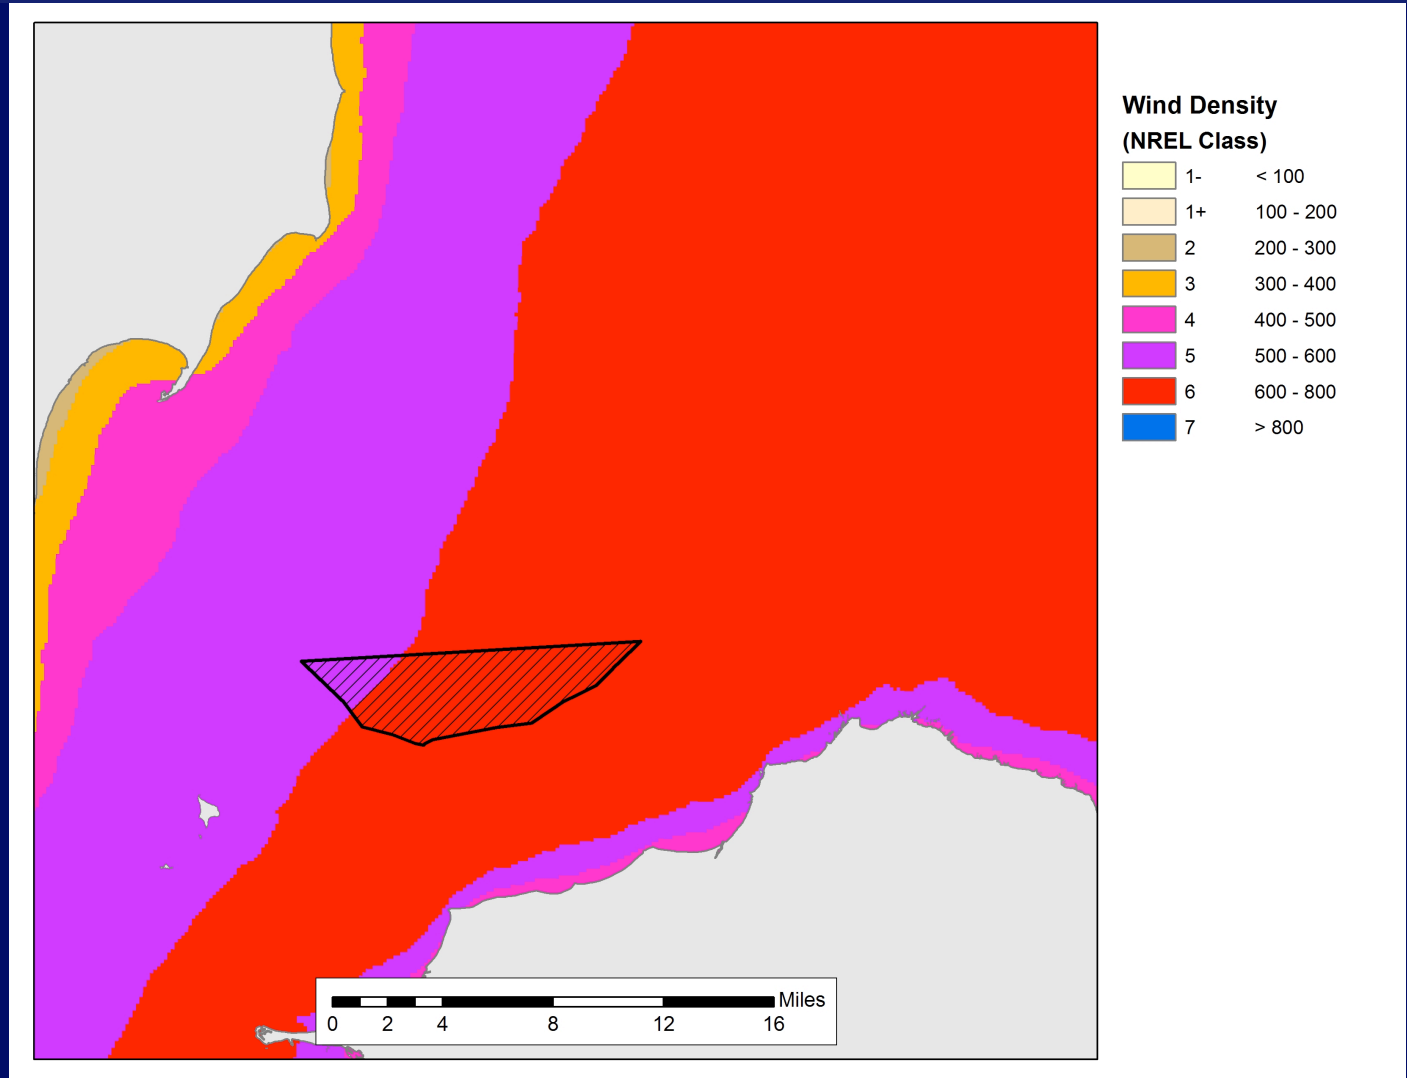 Wind Density
(NREL Class)
1- < 100
1+ 100 - 200
2 200 - 300
3 300 - 400
4 400 - 500
5 500 - 600
6 600 - 800
7 > 800
Miles
0 2 4 8 12 16